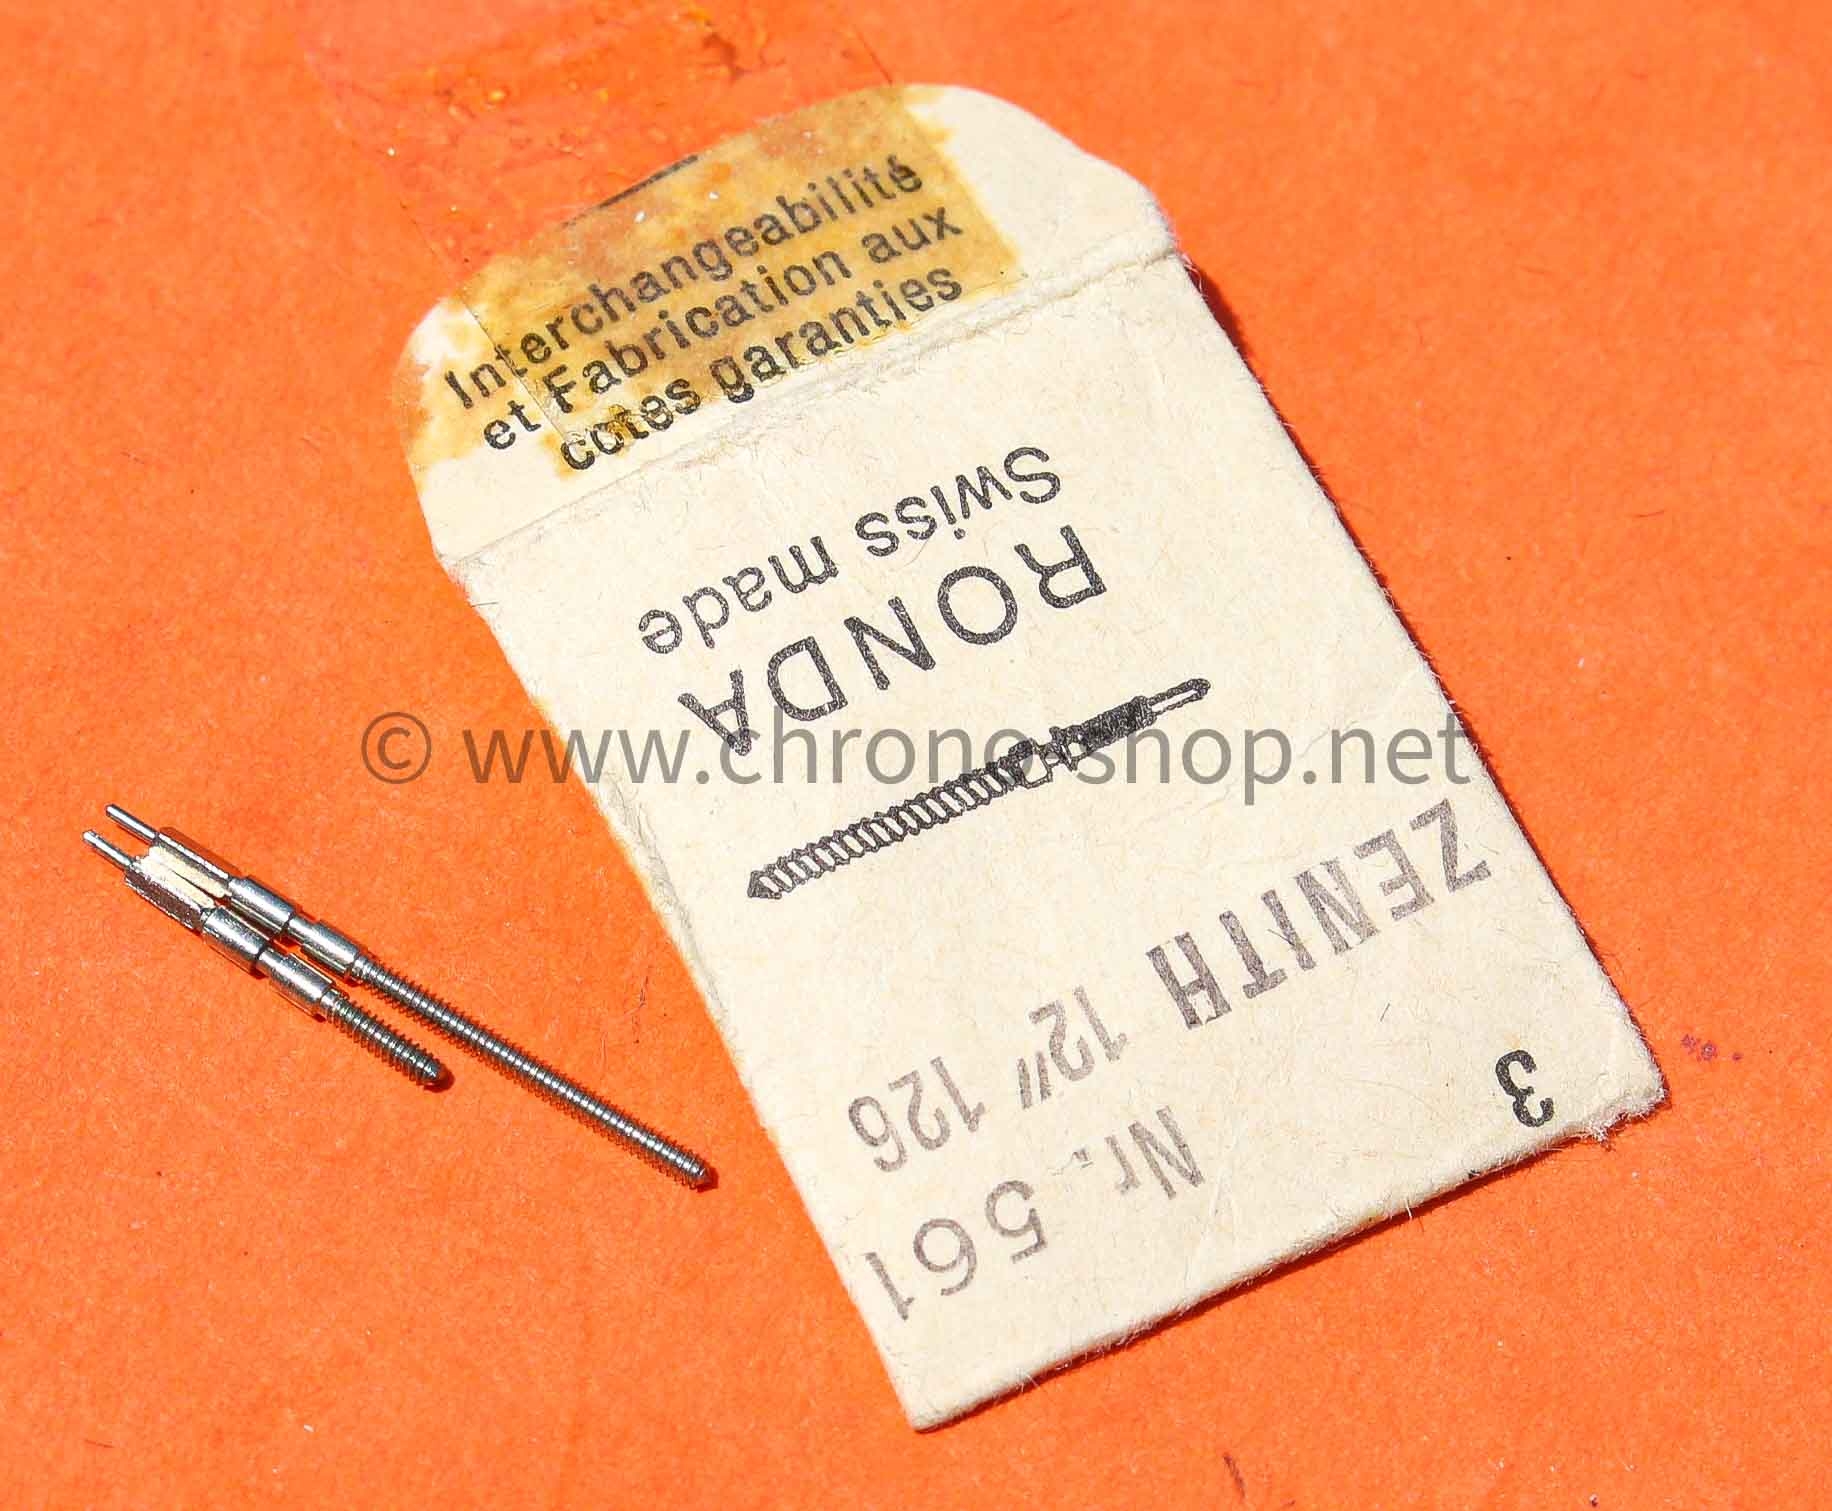 Interchangeabilité
et Fabrication aux
cotes garanties
RONDA
Swiss made
3
ZENITH 12''' 126
Nr. 561
© www.chrono-shop.net